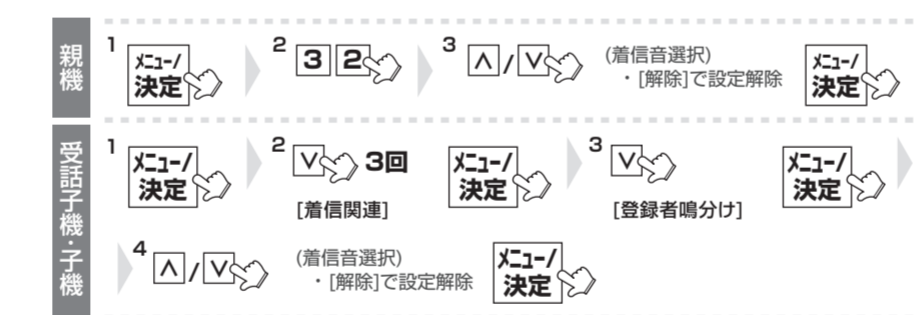 親機
1 メニュー/決定
2 3 2
3 ∧/∨ (着信音選択)
・[解除]で設定解除
メニュー/決定
受話子機・子機
1 メニュー/決定
2 ∨ 3回
[着信関連]
メニュー/決定
3 ∨
[登録者鳴分け]
メニュー/決定
4 ∧/∨ (着信音選択)
・[解除]で設定解除
メニュー/決定